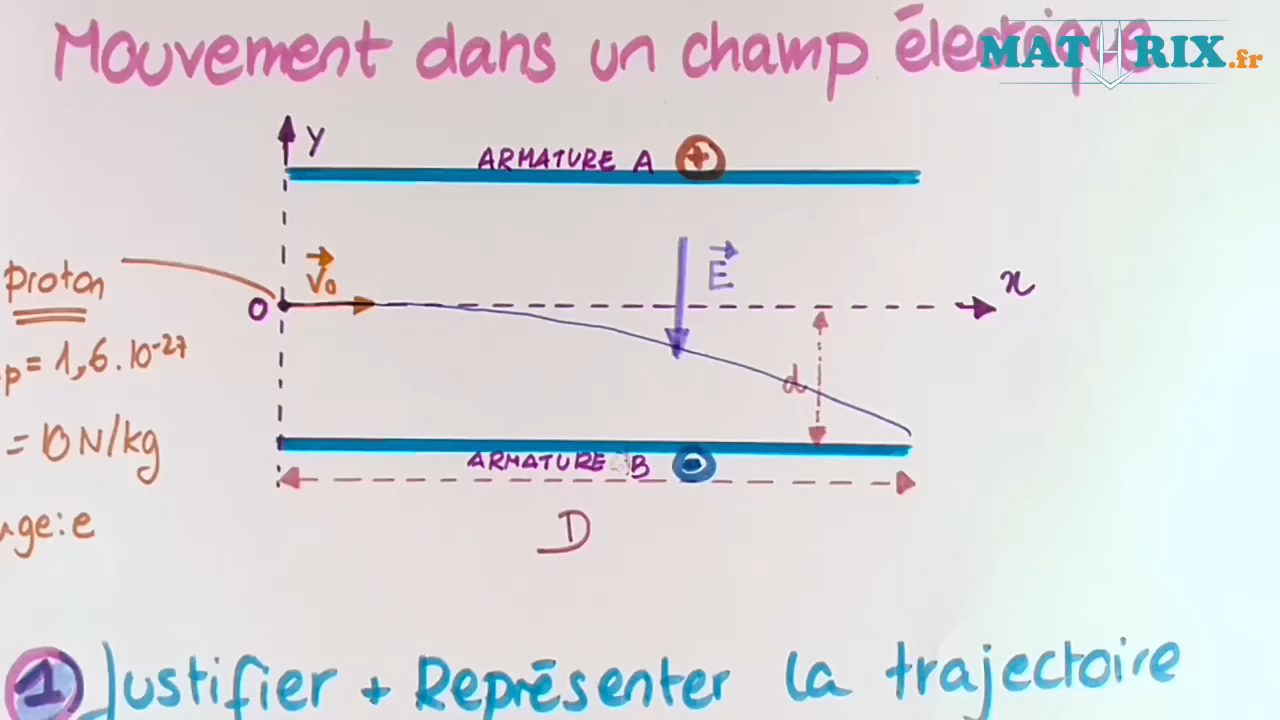 Mouvement dans un champ électrique
MATHRIX.fr
y
ARMATURE A +
V₀
E
x
proton
O
p = 1,6.10⁻²⁷
d
= 10 N/kg
ARMATURE B -
D
ge: e
1 Justifier + Représenter la trajectoire